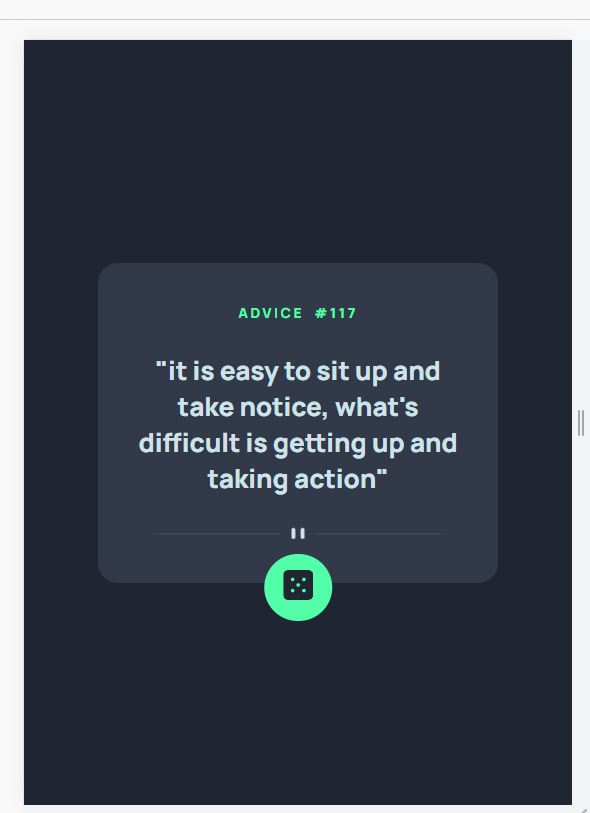 ADVICE #117
"it is easy to sit up and
take notice, what's
difficult is getting up and
taking action"